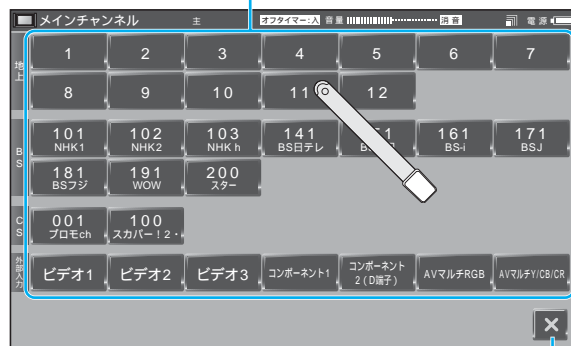 メインチャンネル 主 オフタイマー:入 音量 消音 電源
地上
1 2 3 4 5 6 7
8 9 10 11 12
BS
101 102 103 141 161 171
NHK1 NHK2 NHK h BS日テレ BS-i BSJ
181 191 200
BSフジ WOW スター
CS
001 100
プロモch スカパー!2・
外部入力
ビデオ1 ビデオ2 ビデオ3 コンポーネント1 コンポーネント AVマルチRGB AVマルチY/CB/CR
2(D端子)